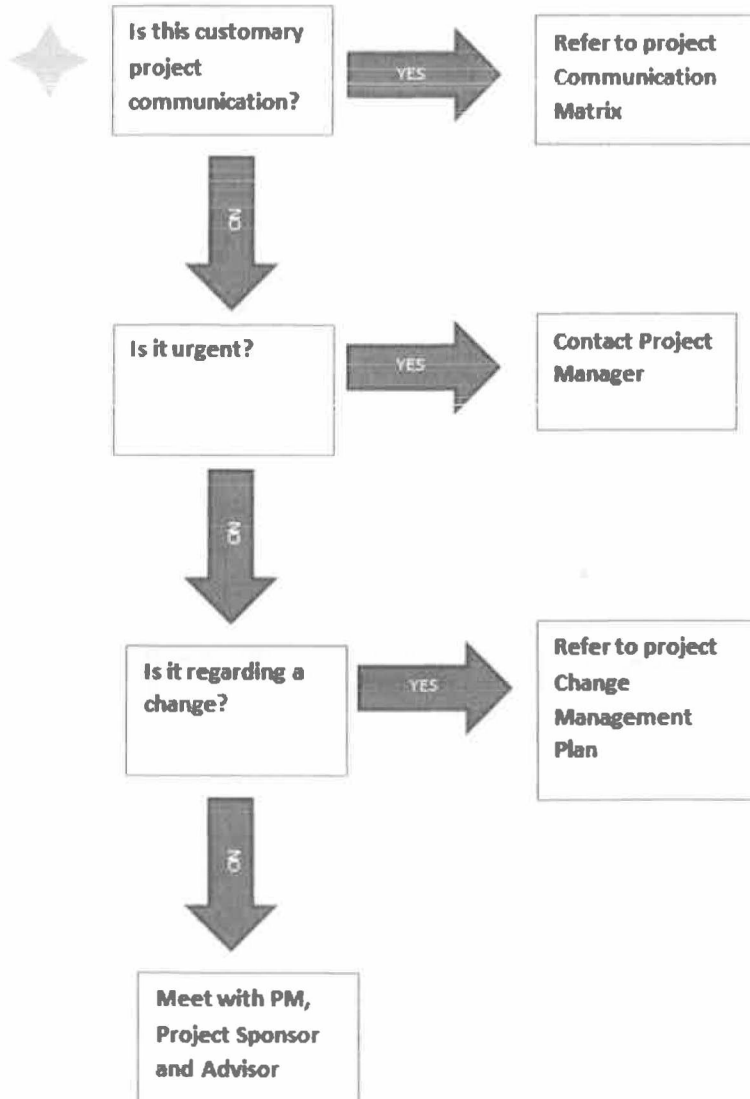 Is this customary
project
communication?
YES
Refer to project
Communication
Matrix
NO
Is it urgent?
YES
Contact Project
Manager
NO
Is it regarding a
change?
YES
Refer to project
Change
Management
Plan
NO
Meet with PM,
Project Sponsor
and Advisor